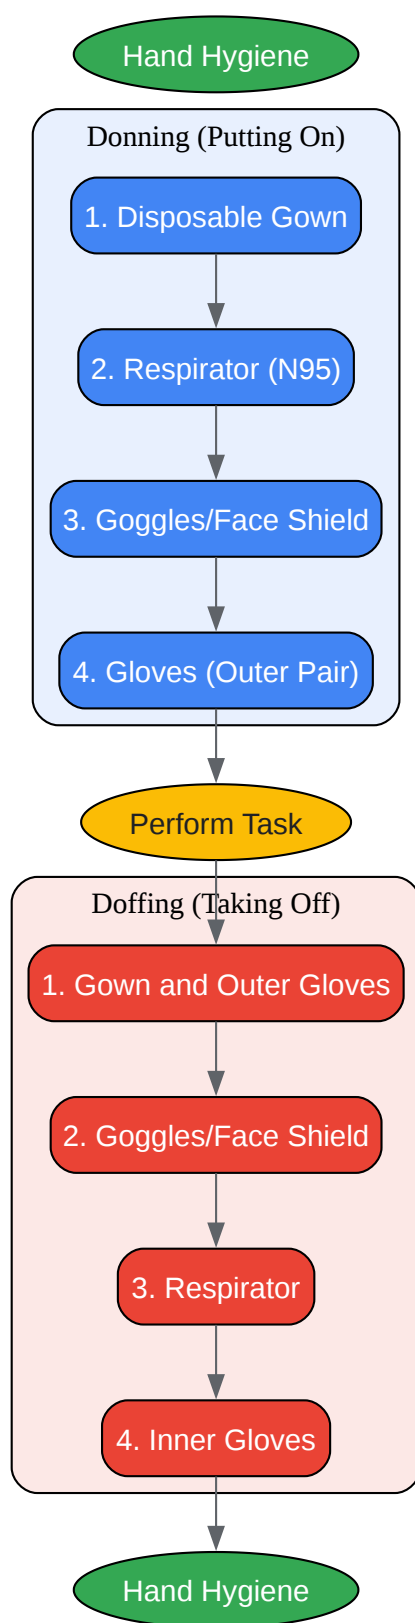 Hand Hygiene
Donning (Putting On)
1. Disposable Gown
2. Respirator (N95)
3. Goggles/Face Shield
4. Gloves (Outer Pair)
Perform Task
Doffing (Taking Off)
1. Gown and Outer Gloves
2. Goggles/Face Shield
3. Respirator
4. Inner Gloves
Hand Hygiene